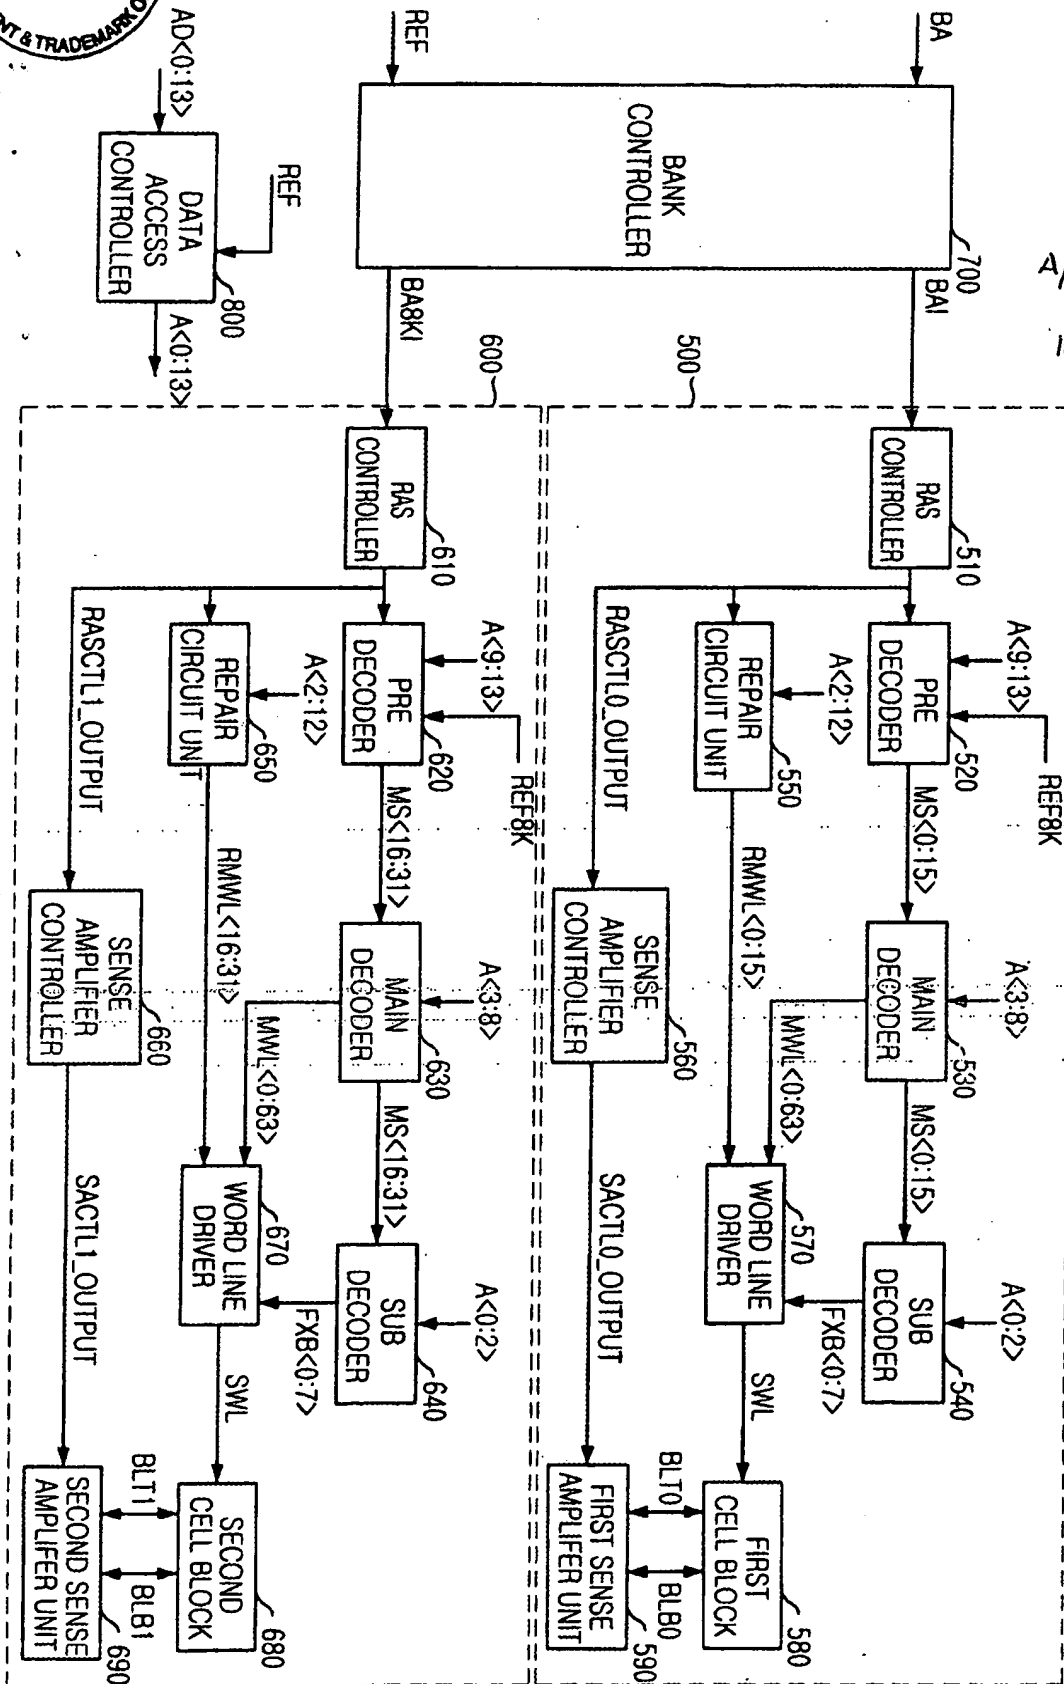 ENT & TRADEMARK O
BA
REF
BANK
CONTROLLER
700
BAI
BA8KI
AD<0:13>
REF
DATA
ACCESS
CONTROLLER
800
A<0:13>
500
RAS
CONTROLLER
510
A<9:13>
REF8K
PRE
DECODER
520
MS<0:15>
A<3:8>
MAIN
DECODER
530
MS<0:15>
A<0:2>
SUB
DECODER
540
A<2:12>
REPAIR
CIRCUIT UNIT
550
RMWL<0:15>
MWL<0:63>
WORD LINE
DRIVER
570
FXB<0:7>
SWL
FIRST
CELL BLOCK
580
RASCTL0_OUTPUT
SENSE
AMPLIFIER
CONTROLLER
560
SACTL0_OUTPUT
BLT0
BLB0
FIRST SENSE
AMPLIFER UNIT
590
600
RAS
CONTROLLER
610
A<9:13>
REF8K
PRE
DECODER
620
MS<16:31>
A<3:8>
MAIN
DECODER
630
MS<16:31>
A<0:2>
SUB
DECODER
640
A<2:12>
REPAIR
CIRCUIT UNIT
650
RMWL<16:31>
MWL<0:63>
WORD LINE
DRIVER
670
FXB<0:7>
SWL
SECOND
CELL BLOCK
680
RASCTL1_OUTPUT
SENSE
AMPLIFIER
CONTROLLER
660
SACTL1_OUTPUT
BLT1
BLB1
SECOND SENSE
AMPLIFER UNIT
690